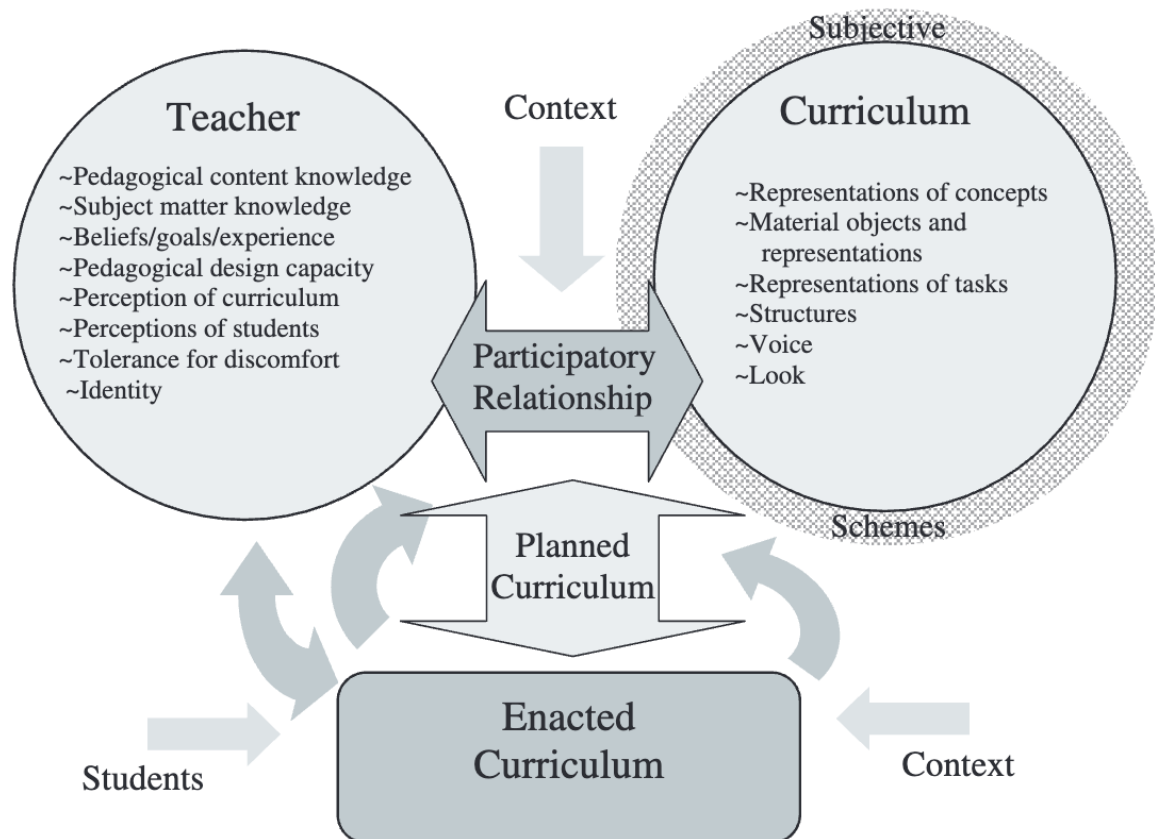 Subjective
Teacher
Context
Curriculum
~Pedagogical content knowledge
~Subject matter knowledge
~Beliefs/goals/experience
~Pedagogical design capacity
~Perception of curriculum
~Perceptions of students
~Tolerance for discomfort
~Identity
~Representations of concepts
~Material objects and
representations
~Representations of tasks
~Structures
~Voice
~Look
Participatory
Relationship
Schemes
Planned
Curriculum
Enacted
Curriculum
Students
Context